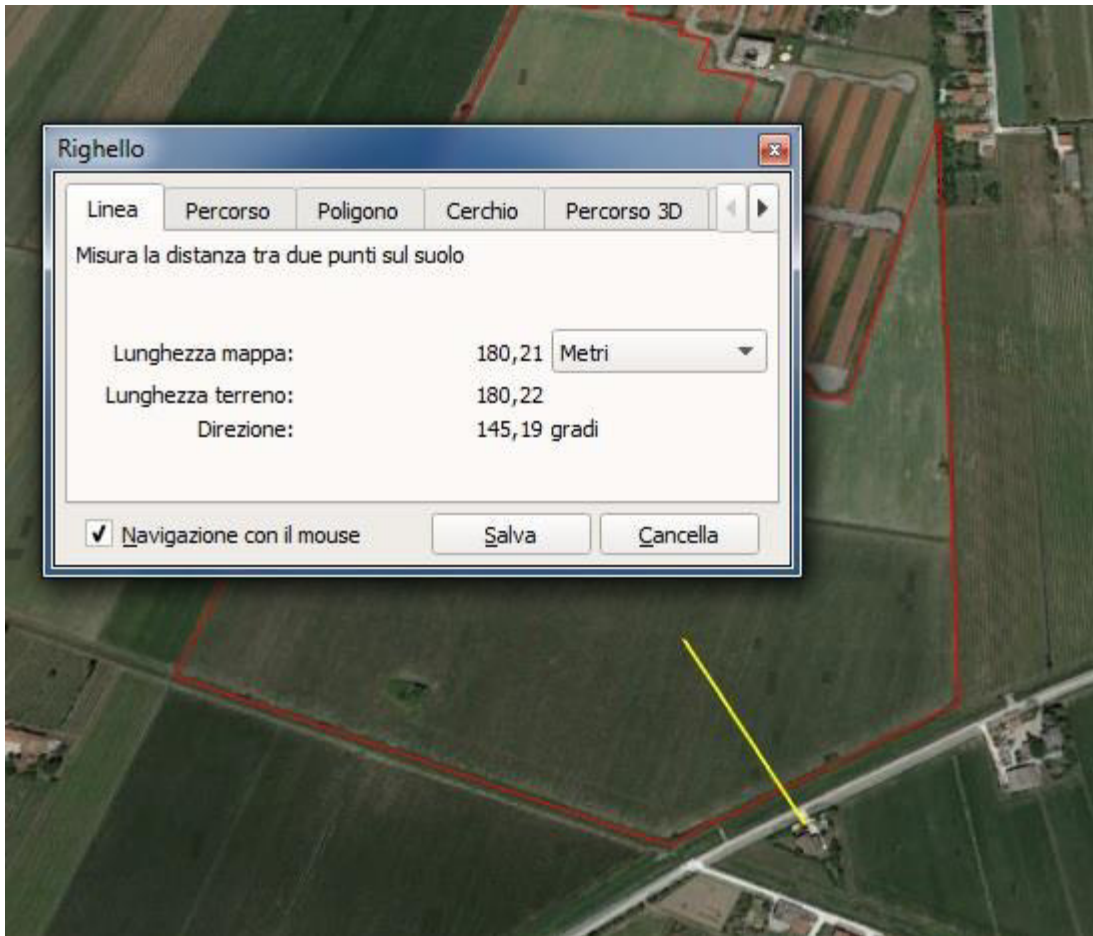 Righello
Linea Percorso Poligono Cerchio Percorso 3D
Misura la distanza tra due punti sul suolo
Lunghezza mappa: 180,21 Metri
Lunghezza terreno: 180,22
Direzione: 145,19 gradi
Navigazione con il mouse Salva Cancella